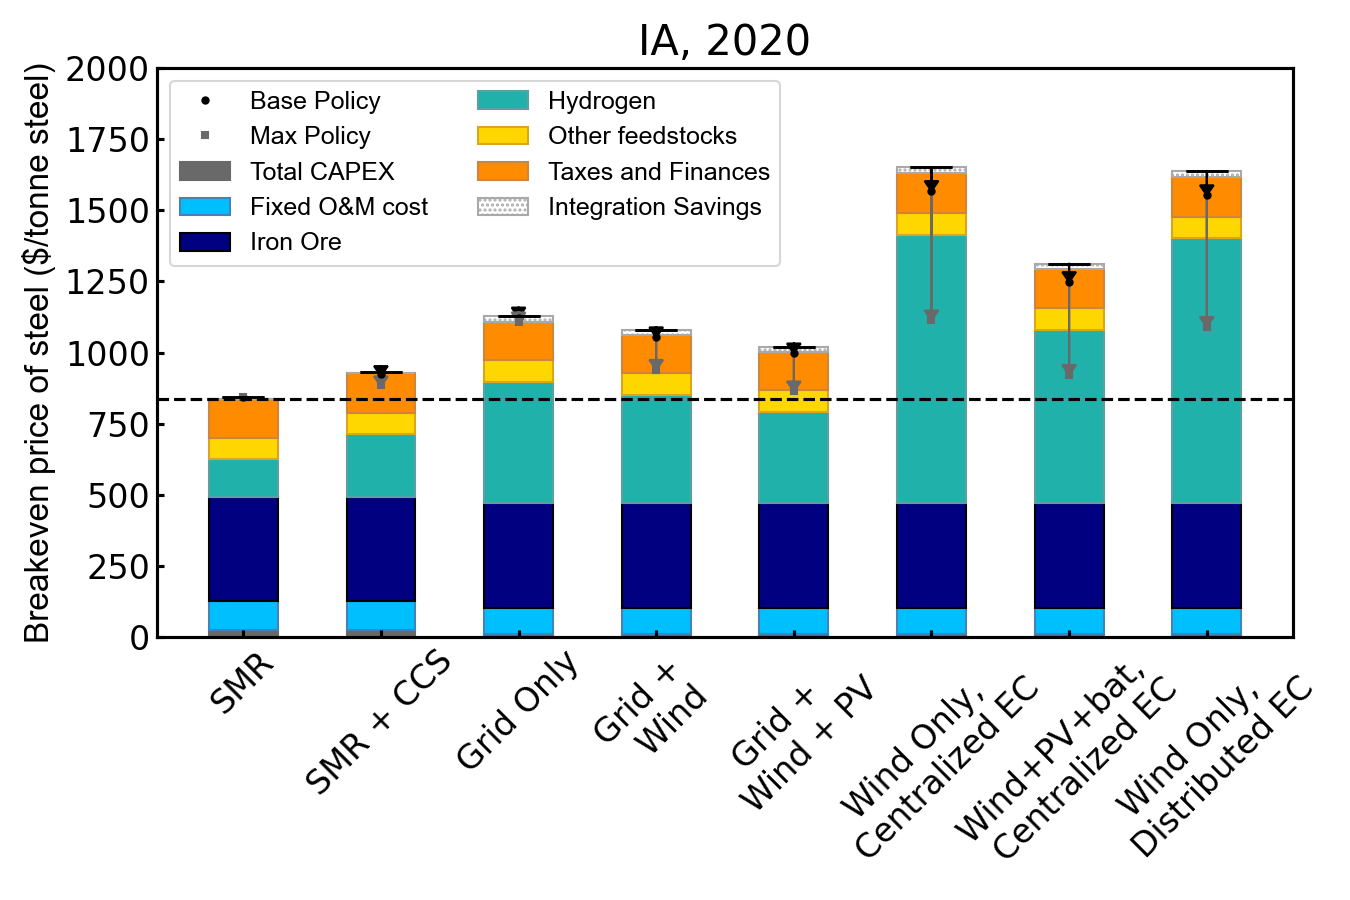 IA, 2020
Breakeven price of steel ($/tonne steel)
2000
1750
1500
1250
1000
750
500
250
0
Base Policy
Max Policy
Total CAPEX
Fixed O&M cost
Iron Ore
Hydrogen
Other feedstocks
Taxes and Finances
Integration Savings
SMR
SMR + CCS
Grid Only
Grid +
Wind
Grid +
Wind + PV
Wind Only,
Centralized EC
Wind+PV+bat,
Centralized EC
Wind Only,
Distributed EC